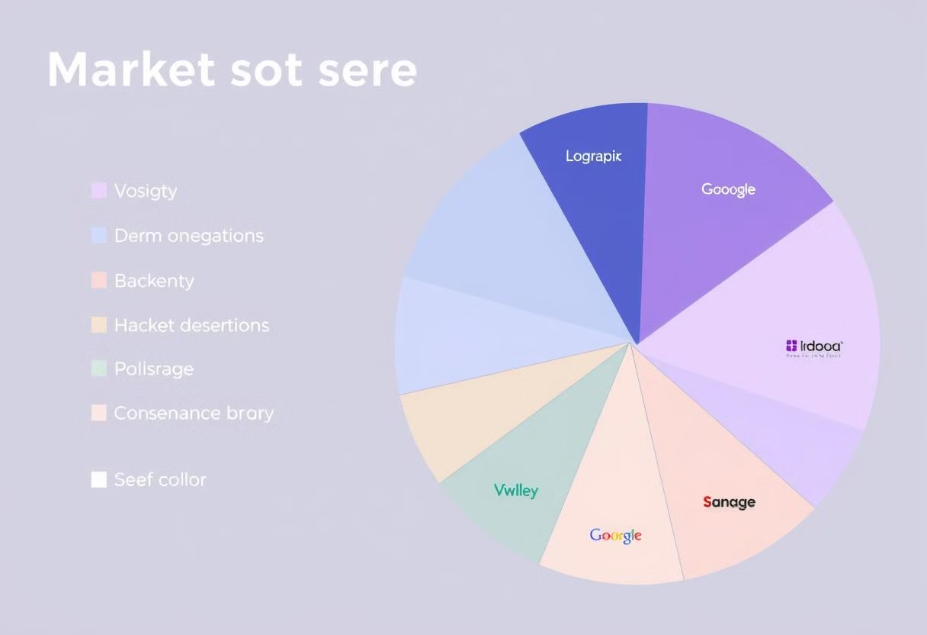 Market sot sere
Vosigty
Derm onegations
Backenty
Hacket desertions
Pollsrage
Consenance brory
Seef collor
Lograpix
Gooogle
Irdooa
Sanage
Goorgle
Vwlley